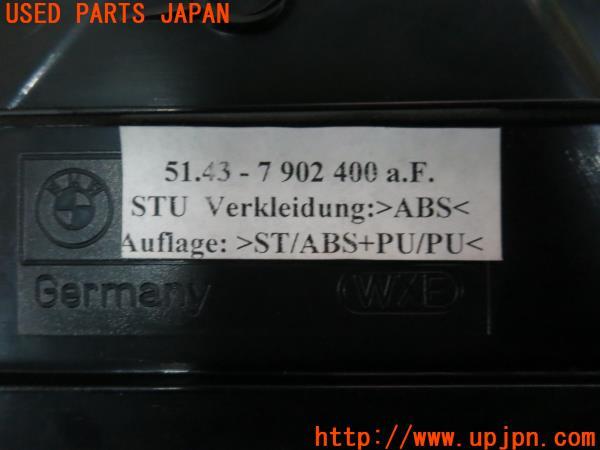 USED PARTS JAPAN
51.43 - 7 902 400 a.F.
STU Verkleidung:>ABS<
Auflage: >ST/ABS+PU/PU<
BMW
Germany
http://www.upjpn.com/